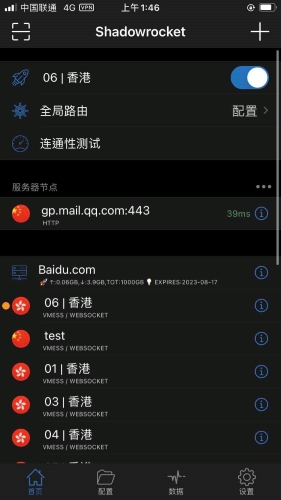 中国联通 4G VPN 上午1:46
Shadowrocket
06 | 香港
全局路由 配置
连通性测试
服务器节点
gp.mail.qq.com:443 39ms
HTTP
Baidu.com
🚀↑:0.06GB,↓:3.9GB,TOT:1000GB 💡 EXPIRES:2023-08-17
06 | 香港
VMESS / WEBSOCKET
test
VMESS / WEBSOCKET
01 | 香港
VMESS / WEBSOCKET
03 | 香港
VMESS / WEBSOCKET
04 | 香港
VMESS / WEBSOCKET
首页 配置 数据 设置